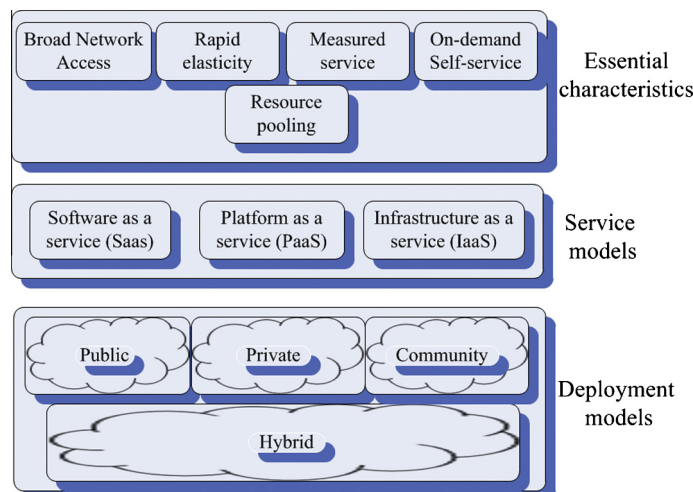 Broad Network
Access
Rapid
elasticity
Measured
service
On-demand
Self-service
Resource
pooling
Essential
characteristics
Software as a
service (Saas)
Platform as a
service (PaaS)
Infrastructure as a
service (IaaS)
Service
models
Public
Private
Community
Hybrid
Deployment
models